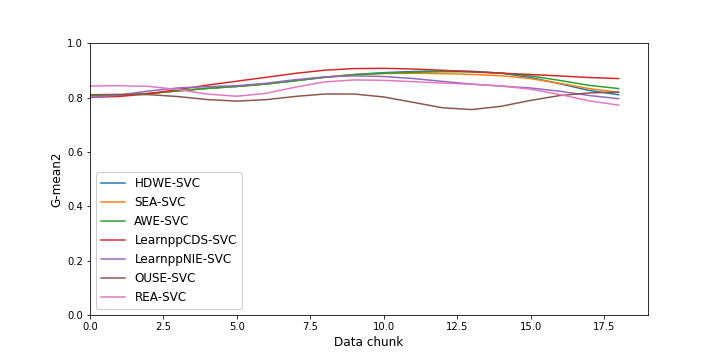 1.0
0.8
0.6
0.4
0.2
0.0
G-mean2
HDWE-SVC
SEA-SVC
AWE-SVC
LearnppCDS-SVC
LearnppNIE-SVC
OUSE-SVC
REA-SVC
0.0 2.5 5.0 7.5 10.0 12.5 15.0 17.5
Data chunk